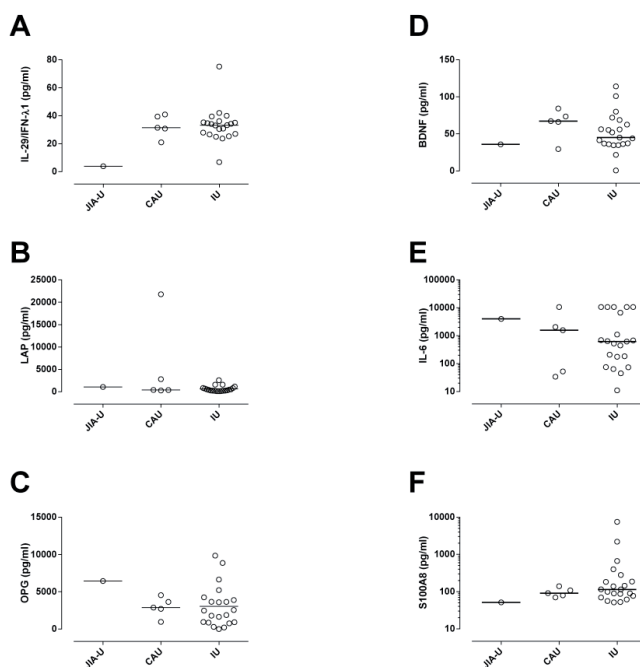 A
IL-29/IFN-λ1 (pg/ml)
80
60
40
20
0
JIA-U
CAU
IU
B
LAP (pg/ml)
25000
20000
15000
10000
5000
0
JIA-U
CAU
IU
C
OPG (pg/ml)
15000
10000
5000
0
JIA-U
CAU
IU
D
BDNF (pg/ml)
150
100
50
0
JIA-U
CAU
IU
E
IL-6 (pg/ml)
100000
10000
1000
100
10
JIA-U
CAU
IU
F
S100A8 (pg/ml)
10000
1000
100
10
JIA-U
CAU
IU